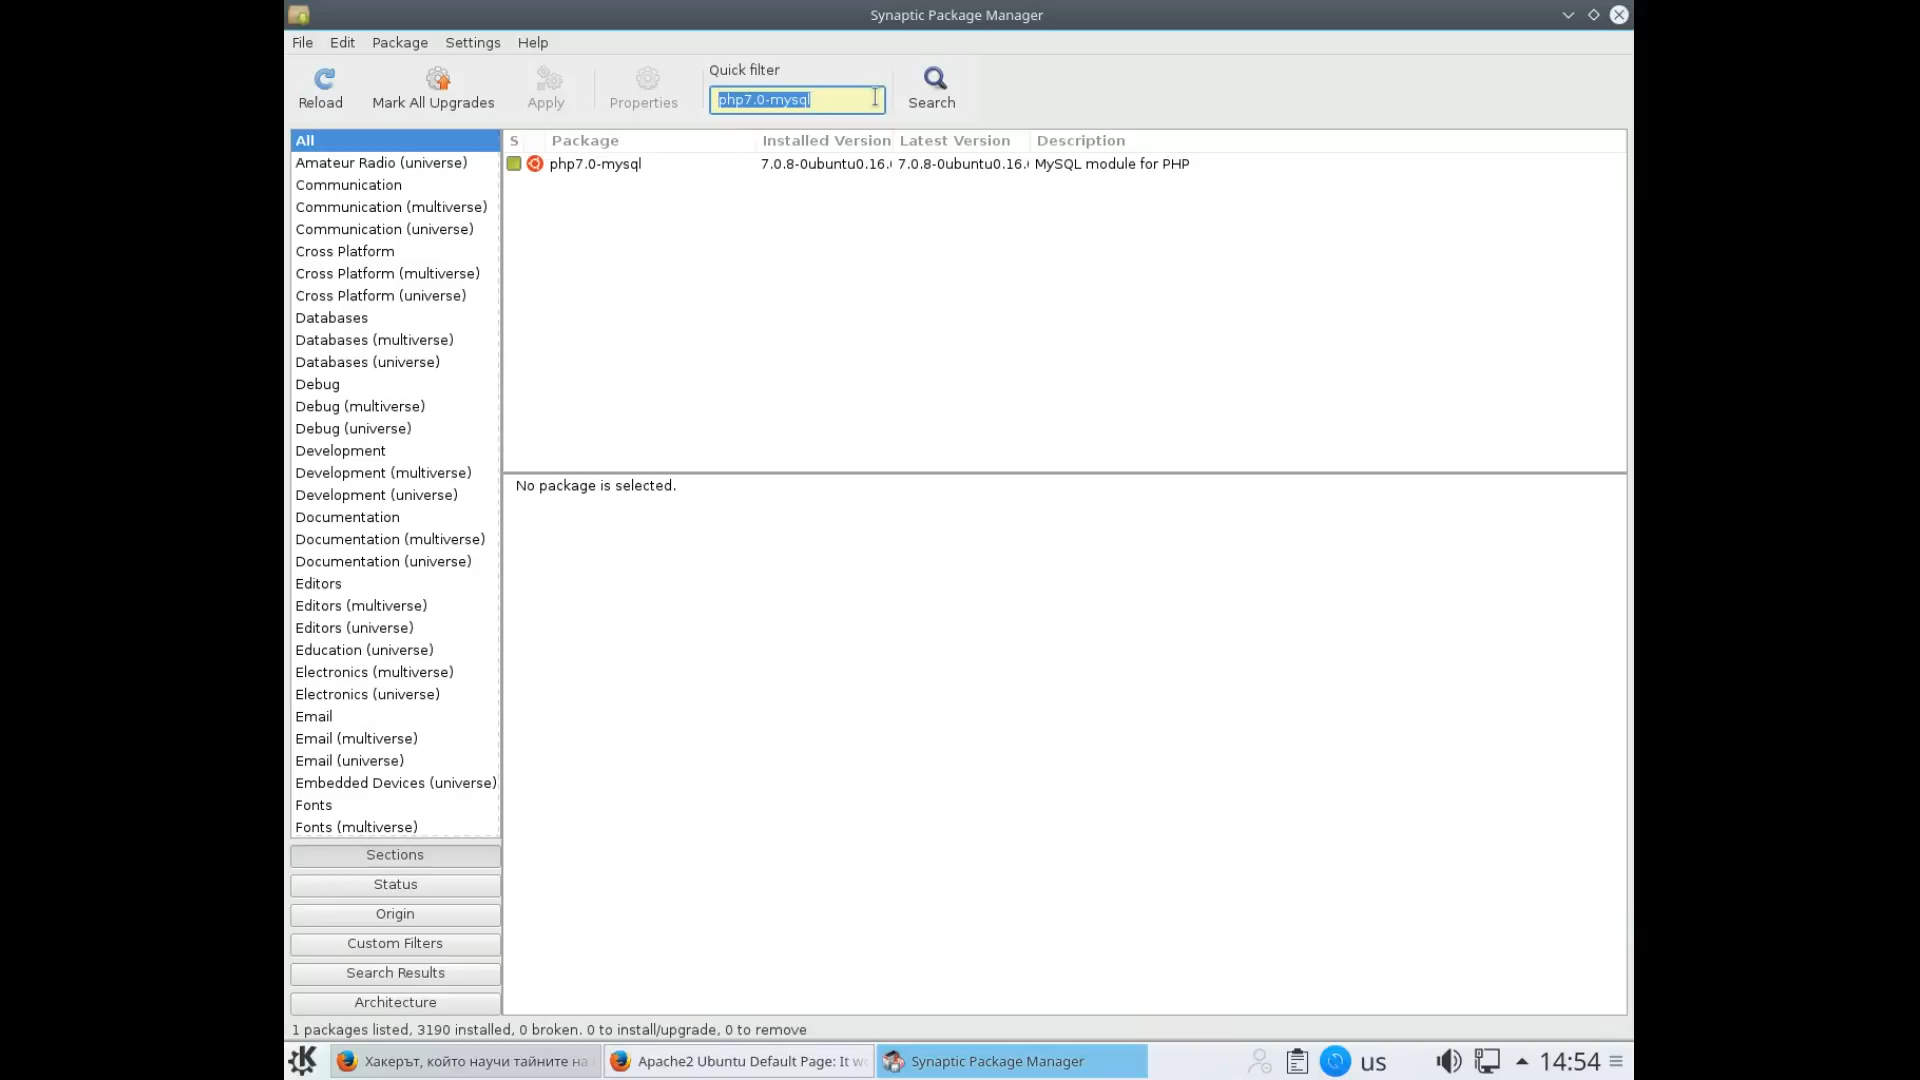 Synaptic Package Manager
File Edit Package Settings Help
Reload
Mark All Upgrades
Apply
Properties
Quick filter
php7.0-mysql
Search
S Package Installed Version Latest Version Description
php7.0-mysql 7.0.8-0ubuntu0.16. 7.0.8-0ubuntu0.16. MySQL module for PHP
All
Amateur Radio (universe)
Communication
Communication (multiverse)
Communication (universe)
Cross Platform
Cross Platform (multiverse)
Cross Platform (universe)
Databases
Databases (multiverse)
Databases (universe)
Debug
Debug (multiverse)
Debug (universe)
Development
Development (multiverse)
Development (universe)
Documentation
Documentation (multiverse)
Documentation (universe)
Editors
Editors (multiverse)
Editors (universe)
Education (universe)
Electronics (multiverse)
Electronics (universe)
Email
Email (multiverse)
Email (universe)
Embedded Devices (universe)
Fonts
Fonts (multiverse)
Sections
Status
Origin
Custom Filters
Search Results
Architecture
No package is selected.
1 packages listed, 3190 installed, 0 broken. 0 to install/upgrade, 0 to remove
Хакерът, който научи тайните на
Apache2 Ubuntu Default Page: It wo
Synaptic Package Manager
us
14:54